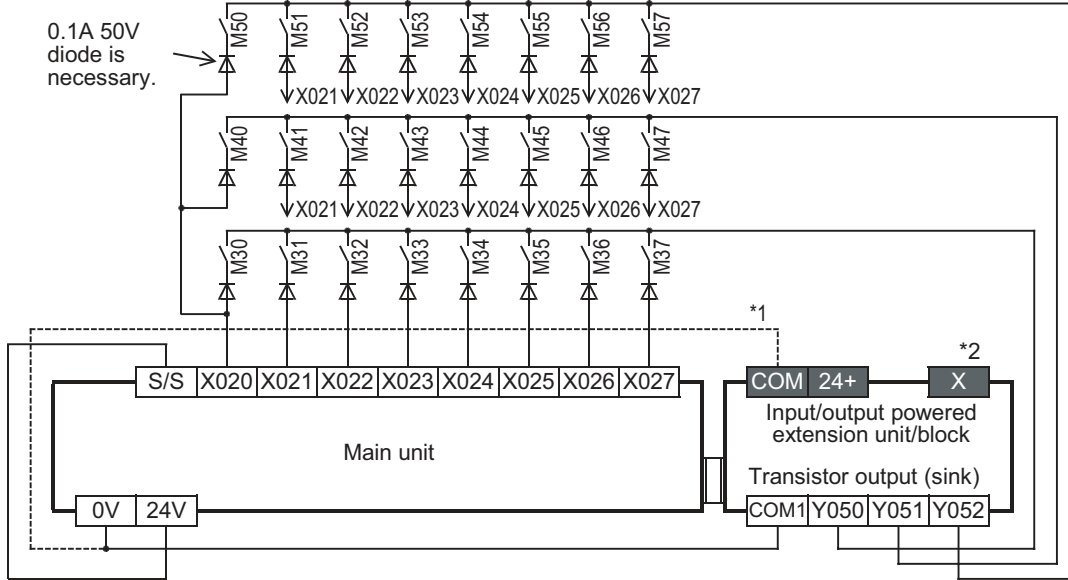 0.1A 50V
diode is
necessary.
M50 M51 M52 M53 M54 M55 M56 M57
X021 X022 X023 X024 X025 X026 X027
M40 M41 M42 M43 M44 M45 M46 M47
X021 X022 X023 X024 X025 X026 X027
M30 M31 M32 M33 M34 M35 M36 M37
*1
*2
S/S X020 X021 X022 X023 X024 X025 X026 X027
COM 24+ X
Input/output powered
extension unit/block
Main unit
Transistor output (sink)
0V 24V
COM1 Y050 Y051 Y052